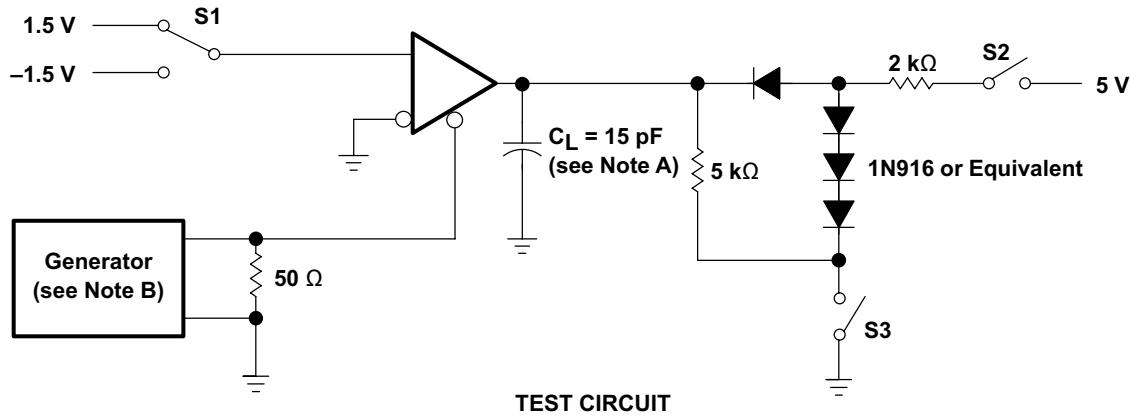 1.5 V
S1
–1.5 V
2 kΩ
S2
5 V
CL = 15 pF
(see Note A)
5 kΩ
1N916 or Equivalent
Generator
(see Note B)
50 Ω
S3
TEST CIRCUIT